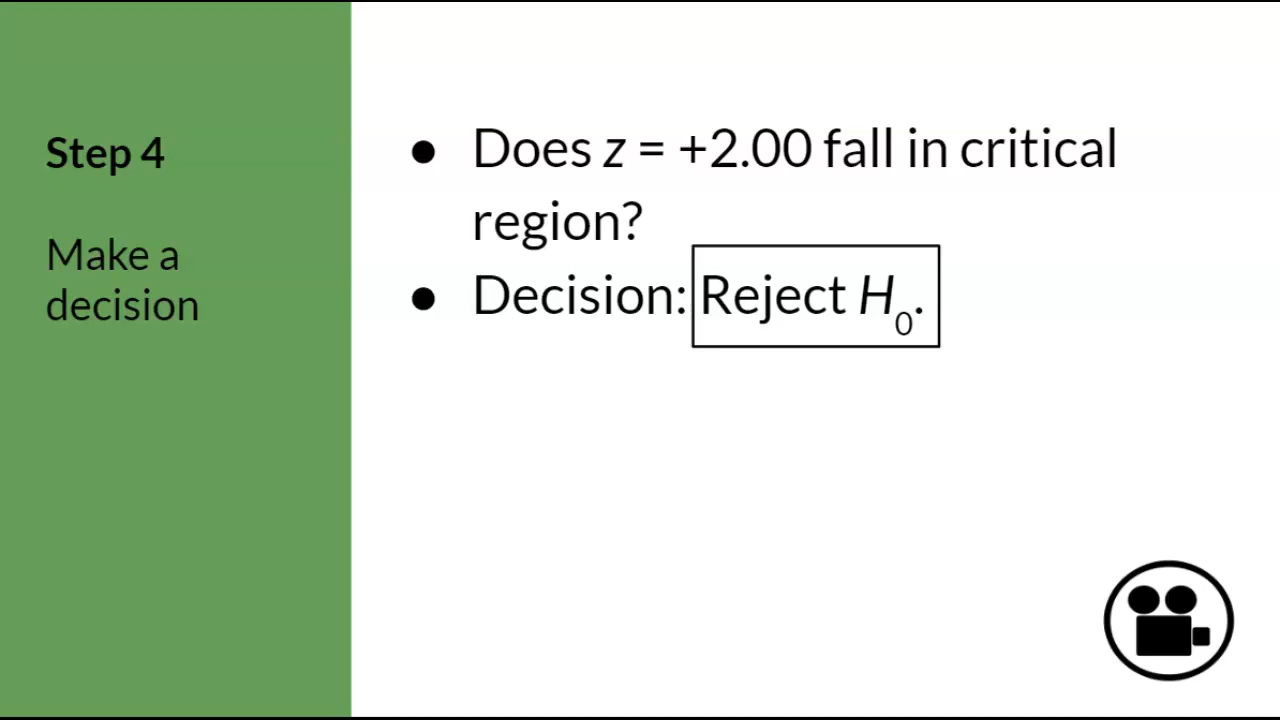 Step 4
Make a
decision
● Does z = +2.00 fall in critical
region?
● Decision: Reject H₀.